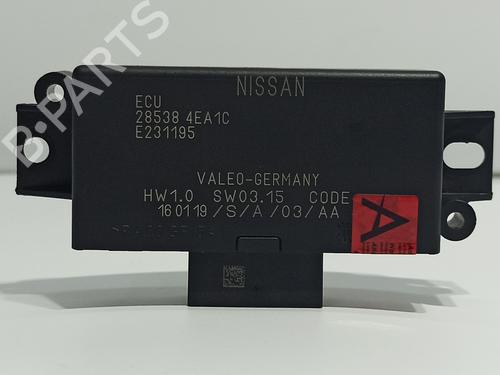 B-PARTS
NISSAN
ECU
28538 4EA1C
E231195
VALEO-GERMANY
HW1.0 SW03.15 CODE
160119/S/A/03/AA
A